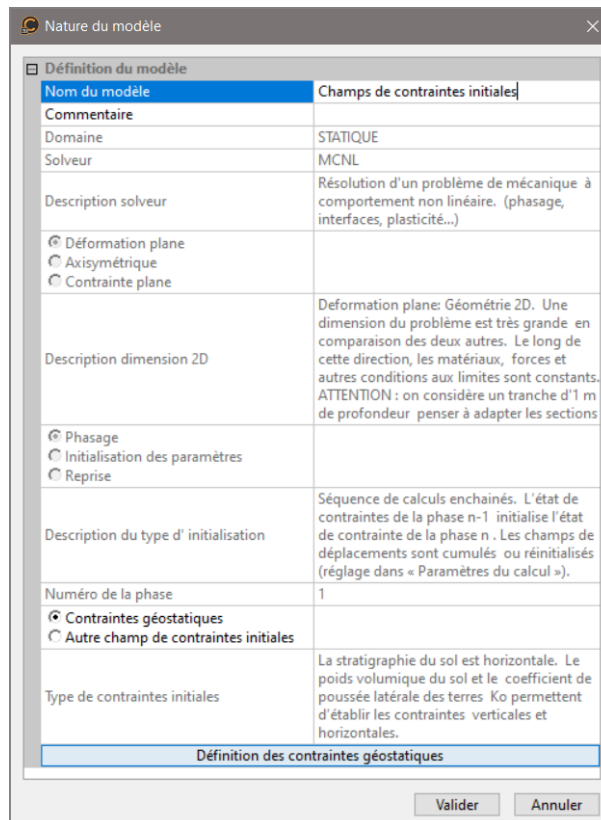 Nature du modèle
Définition du modèle
Nom du modèle
Champs de contraintes initiales
Commentaire
Domaine
STATIQUE
Solveur
MCNL
Description solveur
Résolution d'un problème de mécanique à
comportement non linéaire. (phasage,
interfaces, plasticité...)
Déformation plane
Axisymétrique
Contrainte plane
Description dimension 2D
Deformation plane: Géométrie 2D. Une
dimension du problème est très grande en
comparaison des deux autres. Le long de
cette direction, les matériaux, forces et
autres conditions aux limites sont constants.
ATTENTION : on considère un tranche d'1 m
de profondeur penser à adapter les sections
Phasage
Initialisation des paramètres
Reprise
Description du type d' initialisation
Séquence de calculs enchainés. L'état de
contraintes de la phase n-1 initialise l'état
de contrainte de la phase n . Les champs de
déplacements sont cumulés ou réinitialisés
(réglage dans « Paramètres du calcul »).
Numéro de la phase
1
Contraintes géostatiques
Autre champ de contraintes initiales
Type de contraintes initiales
La stratigraphie du sol est horizontale. Le
poids volumique du sol et le coefficient de
poussée latérale des terres Ko permettent
d'établir les contraintes verticales et
horizontales.
Définition des contraintes géostatiques
Valider
Annuler